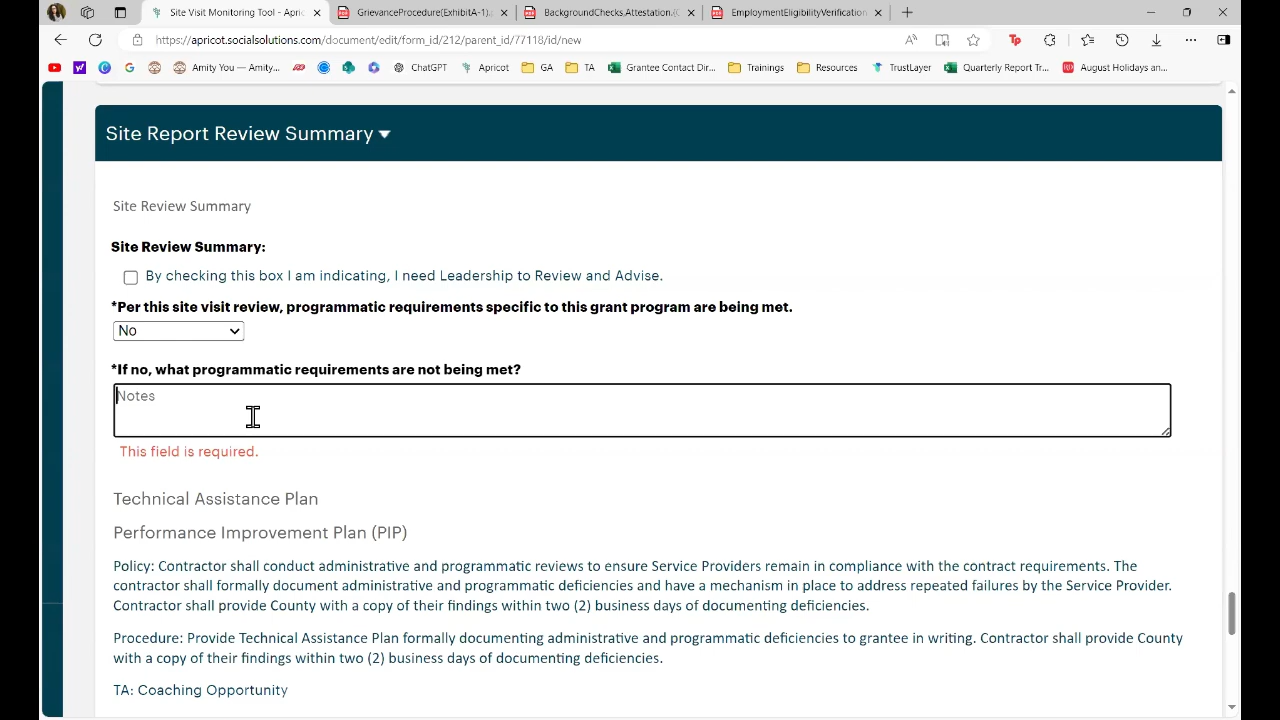 Site Visit Monitoring Tool - Apric
GrievanceProcedure(ExhibitA-1).p
BackgroundChecks,Attestation.(O
EmploymentEligibilityVerification
https://apricot.socialsolutions.com/document/edit/form_id/212/parent_id/77118/id/new
Amity You — Amity...
ChatGPT
Apricot
GA
TA
Grantee Contact Dir...
Training
Resources
TrustLayer
Quarterly Report Tr...
August Holidays an...
Site Report Review Summary
Site Review Summary
Site Review Summary:
By checking this box I am indicating, I need Leadership to Review and Advise.
*Per this site visit review, programmatic requirements specific to this grant program are being met.
No
*If no, what programmatic requirements are not being met?
Notes
This field is required.
Technical Assistance Plan
Performance Improvement Plan (PIP)
Policy: Contractor shall conduct administrative and programmatic reviews to ensure Service Providers remain in compliance with the contract requirements. The
contractor shall formally document administrative and programmatic deficiencies and have a mechanism in place to address repeated failures by the Service Provider.
Contractor shall provide County with a copy of their findings within two (2) business days of documenting deficiencies.
Procedure: Provide Technical Assistance Plan formally documenting administrative and programmatic deficiencies to grantee in writing. Contractor shall provide County
with a copy of their findings within two (2) business days of documenting deficiencies.
TA: Coaching Opportunity